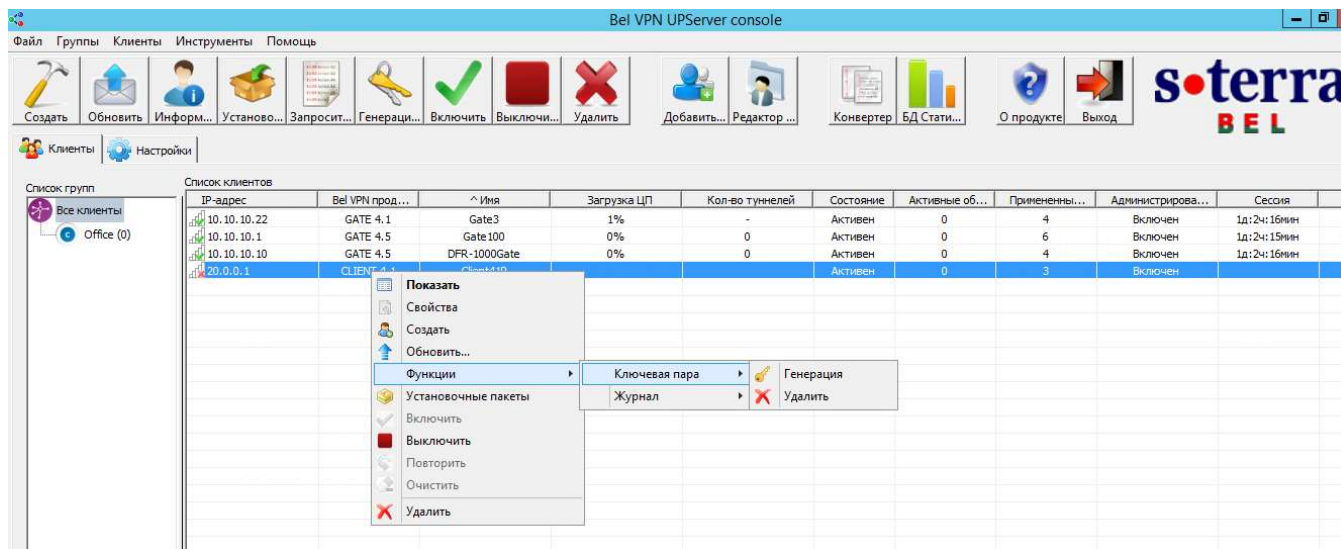 Bel VPN UPServer console
Файл Группы Клиенты Инструменты Помощь
Создать Обновить Информ... Установо... Запросит... Генераци... Включить Выключи... Удалить Добавить... Редактор ... Конвертер БД Стати... О продукте Выход
s•terra
BEL
Клиенты Настройки
Список групп
Все клиенты
Office (0)
Список клиентов
IP-адрес Bel VPN прод... ^ Имя Загрузка ЦП Кол-во туннелей Состояние Активные об... Примененны... Администрирова... Сессия
10.10.10.22 GATE 4.1 Gate3 1% - Активен 0 4 Включен 1д:2ч:16мин
10.10.10.1 GATE 4.5 Gate100 0% 0 Активен 0 6 Включен 1д:2ч:15мин
10.10.10.10 GATE 4.5 DFR-1000Gate 0% 0 Активен 0 4 Включен 1д:2ч:16мин
20.0.0.1 CLIENT 4.1 Активен 0 3 Включен
Показать
Свойства
Создать
Обновить...
Функции
Установочные пакеты
Включить
Выключить
Повторить
Очистить
Удалить
Ключевая пара
Журнал
Генерация
Удалить